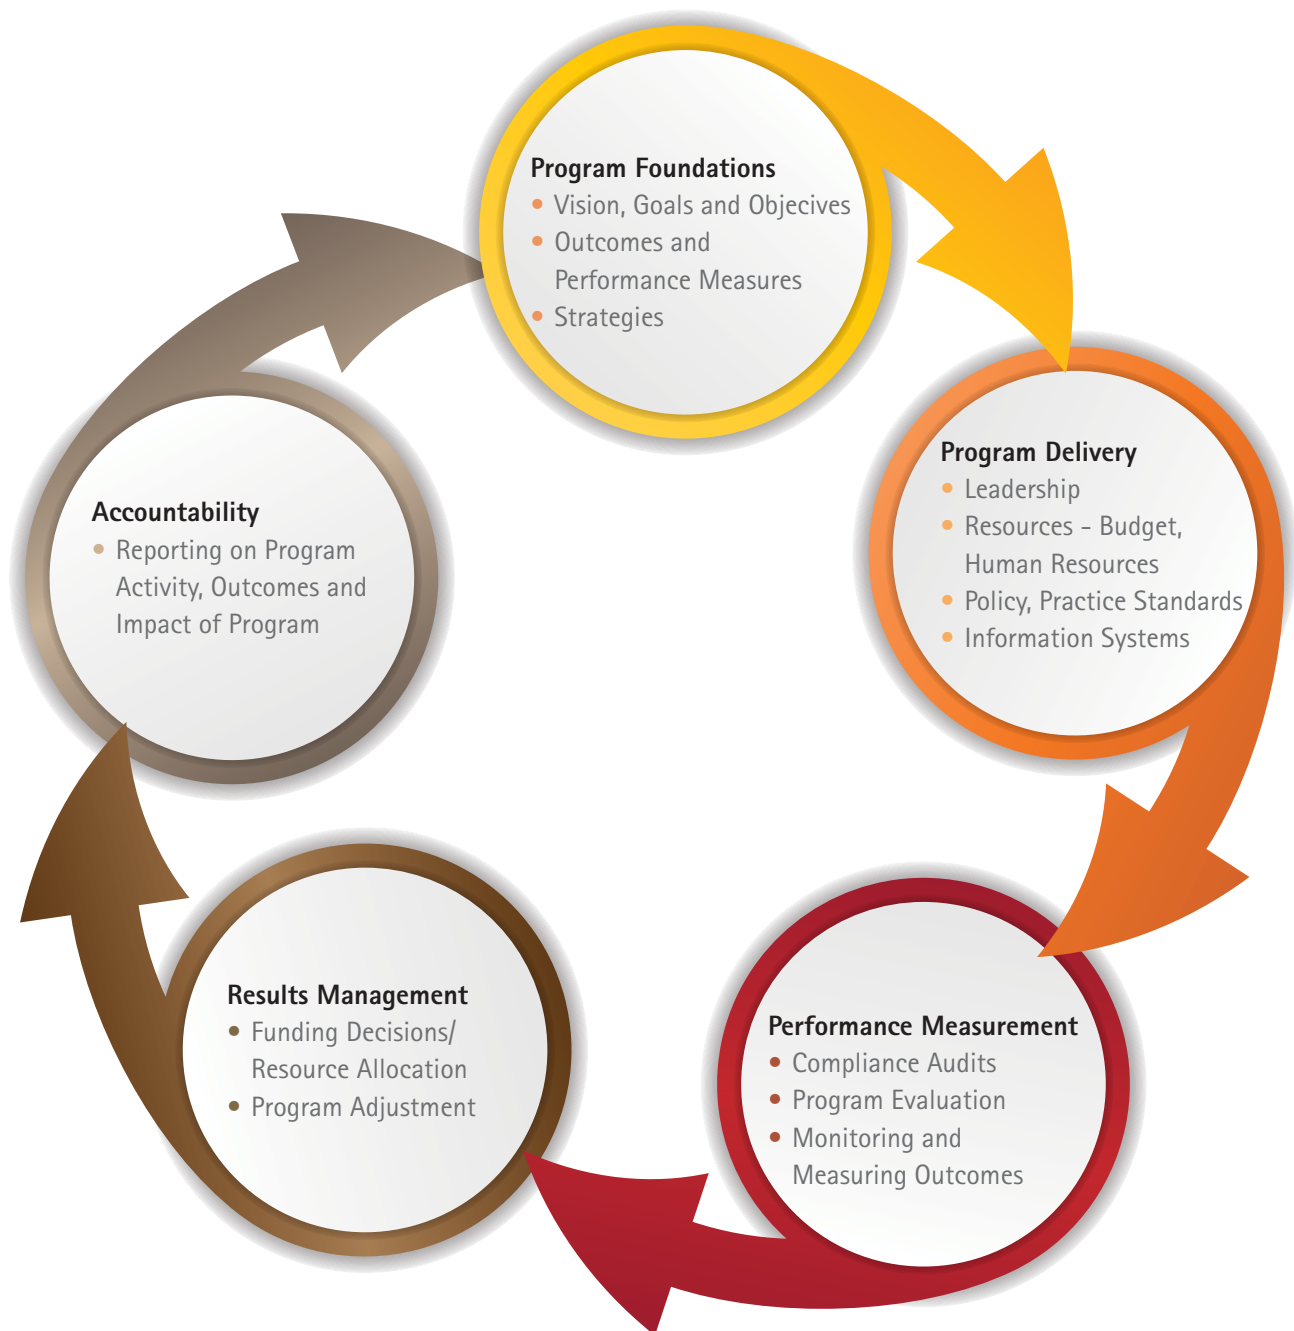 Program Foundations
• Vision, Goals and Objecives
• Outcomes and
Performance Measures
• Strategies
Program Delivery
• Leadership
• Resources - Budget,
Human Resources
• Policy, Practice Standards
• Information Systems
Performance Measurement
• Compliance Audits
• Program Evaluation
• Monitoring and
Measuring Outcomes
Results Management
• Funding Decisions/
Resource Allocation
• Program Adjustment
Accountability
• Reporting on Program
Activity, Outcomes and
Impact of Program